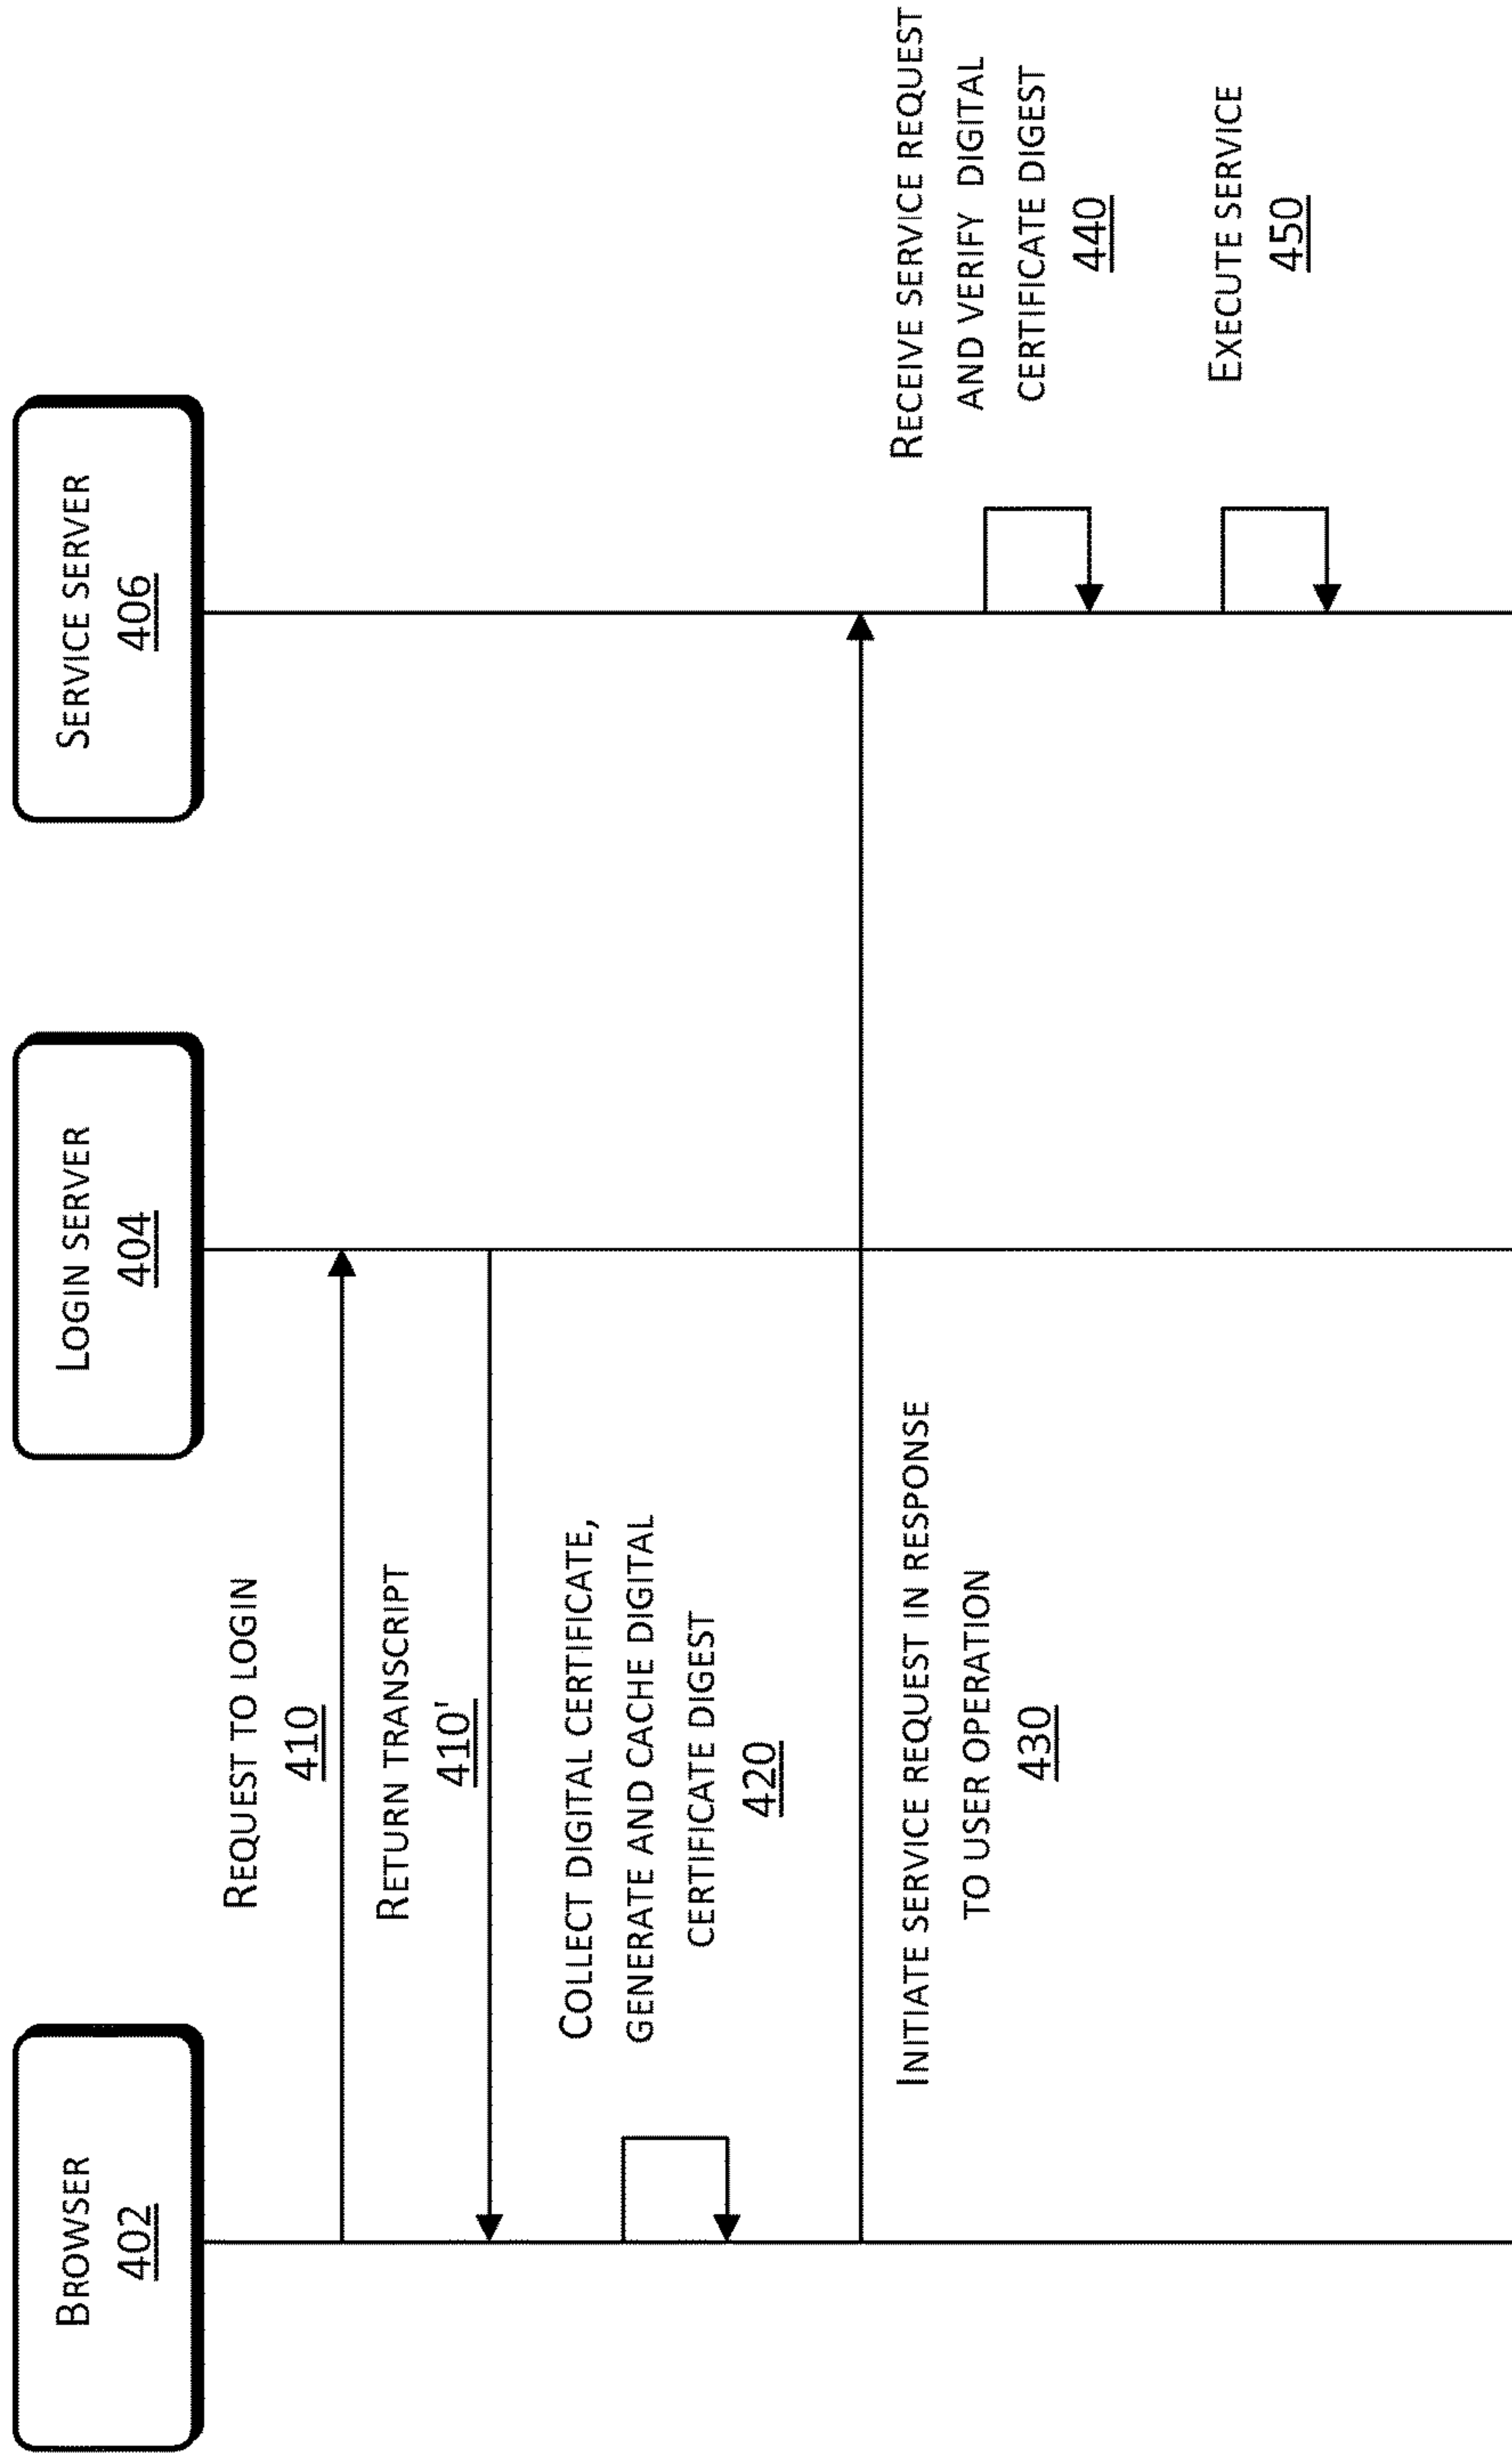 BROWSER
402
LOGIN SERVER
404
SERVICE SERVER
406
REQUEST TO LOGIN
410
RETURN TRANSCRIPT
410'
COLLECT DIGITAL CERTIFICATE,
GENERATE AND CACHE DIGITAL
CERTIFICATE DIGEST
420
INITIATE SERVICE REQUEST IN RESPONSE
TO USER OPERATION
430
RECEIVE SERVICE REQUEST
AND VERIFY DIGITAL
CERTIFICATE DIGEST
440
EXECUTE SERVICE
450